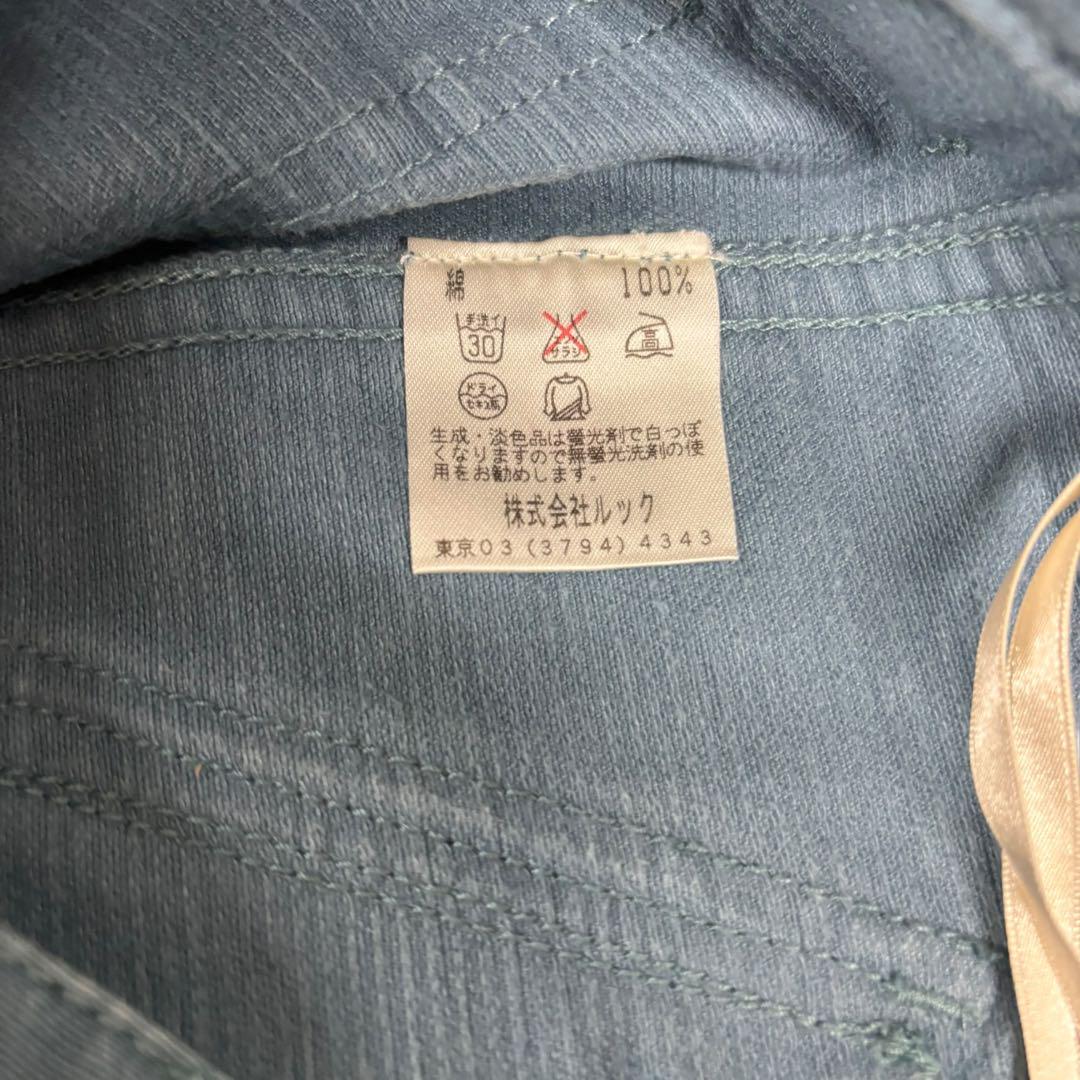 綿 100%
手洗イ 30 エンソ サラシ 高
ドライ セキユ系
生成・淡色品は螢光剤で白っぽ
くなりますので無螢光洗剤の使
用をお勧めします。
株式会社ルック
東京03(3794)4343